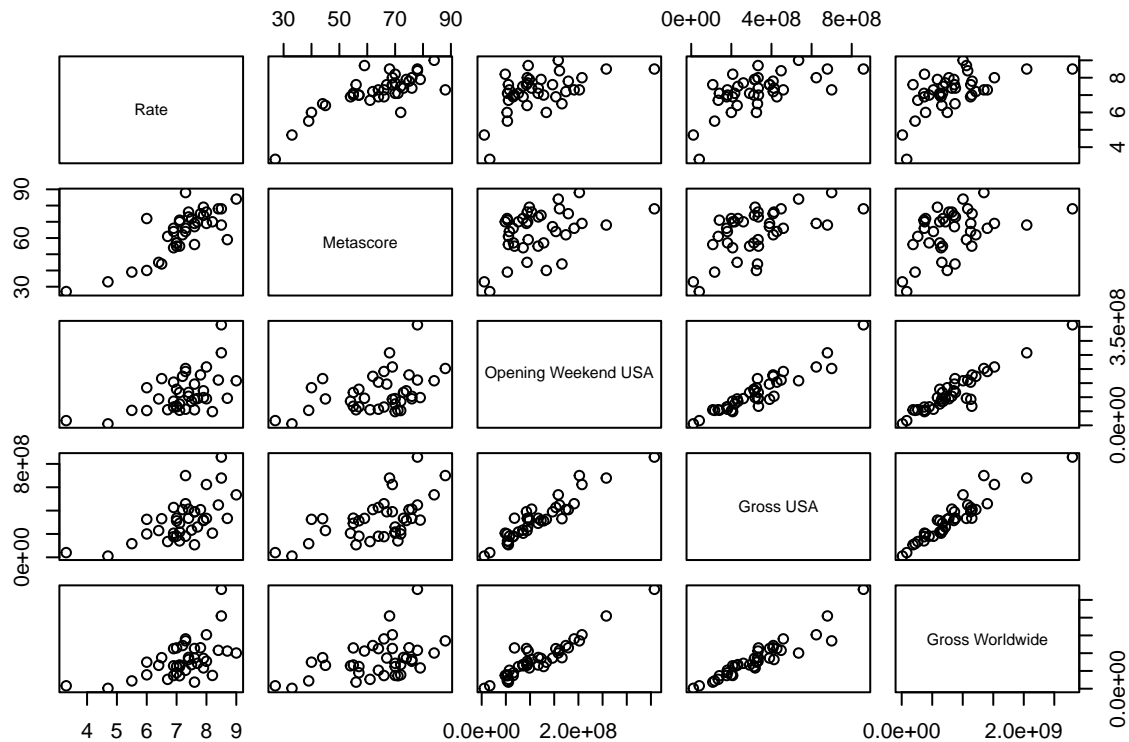 30 50 70 90
0e+00 4e+08 8e+08
Rate
4 6 8
30 60 90
Metascore
Opening Weekend USA
0.0e+00 3.5e+08
0e+00 8e+08
Gross USA
Gross Worldwide
0.0e+00
4 5 6 7 8 9
0.0e+00 2.0e+08
0.0e+00 2.0e+09